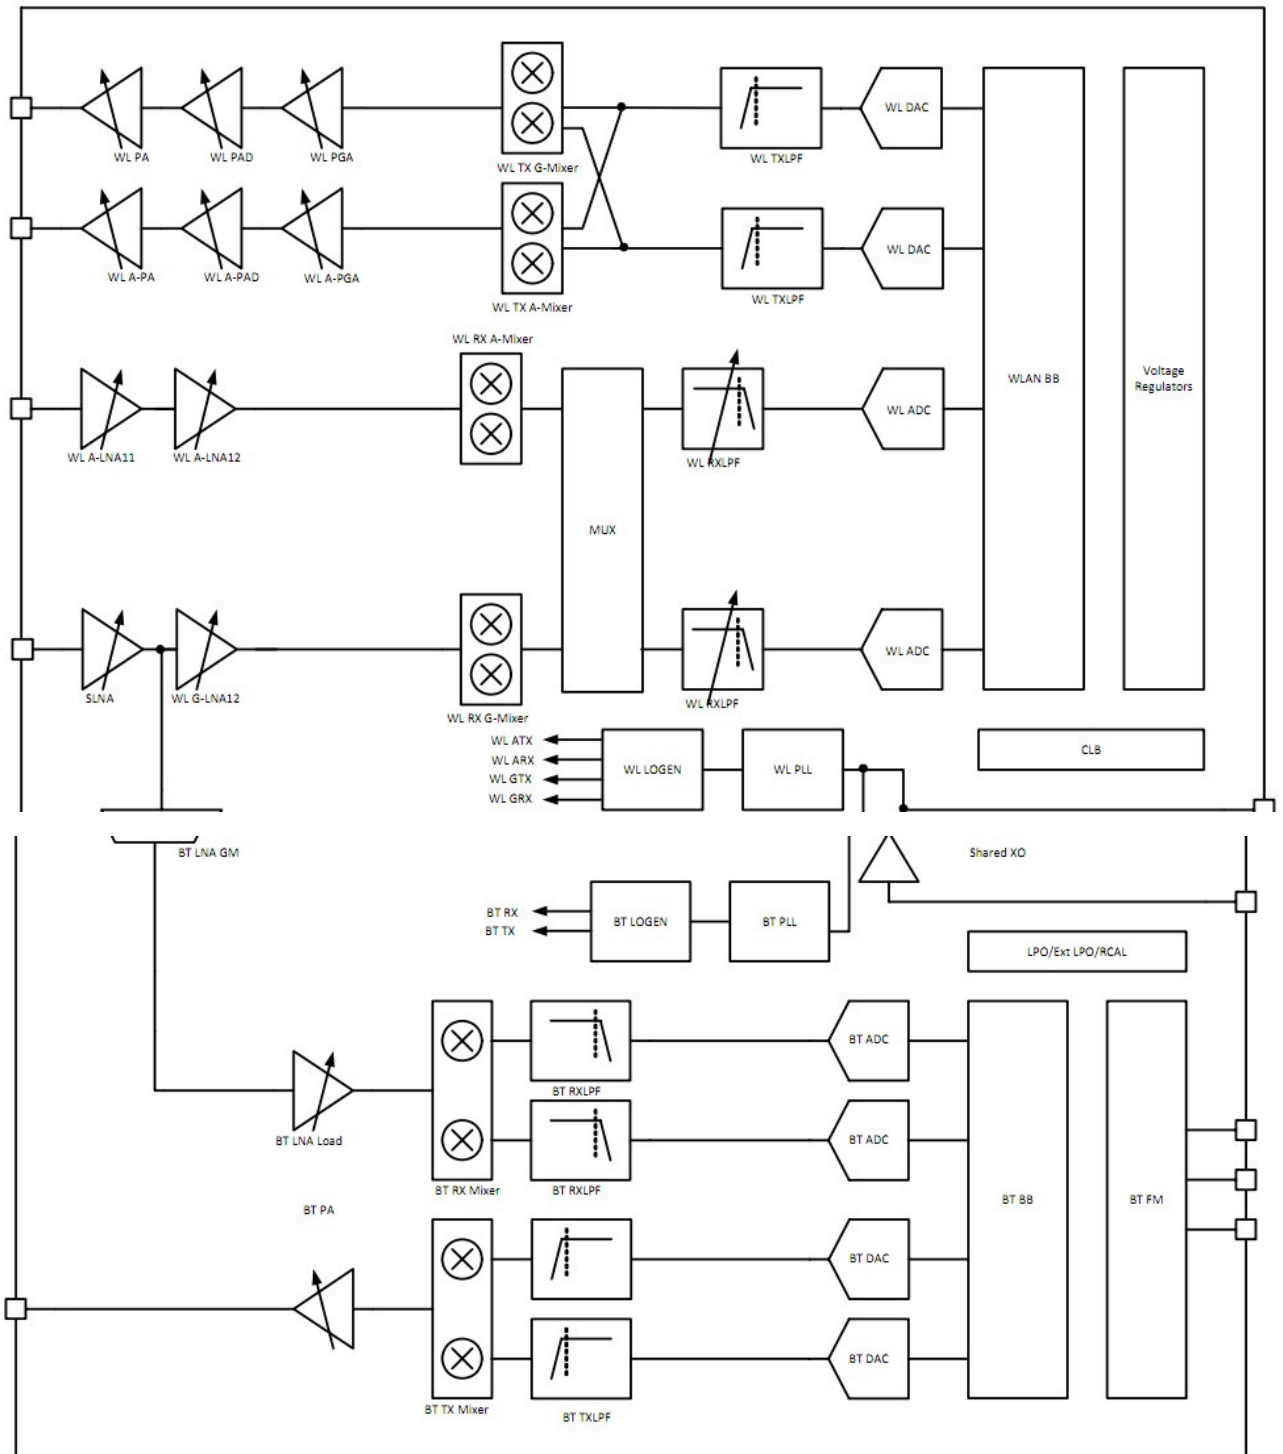 WL PA
WL PAD
WL PGA
WL TX G-Mixer
WL TXLPF
WL DAC
WL A-PA
WL A-PAD
WL A-PGA
WL TX A-Mixer
WL TXLPF
WL DAC
WL RX A-Mixer
WL A-LNA11
WL A-LNA12
WL RXLPF
WL ADC
WLAN BB
Voltage
Regulators
MUX
SLNA
WL G-LNA12
WL RX G-Mixer
WL RXLPF
WL ADC
WL ATX
WL ARX
WL GTX
WL GRX
WL LOGEN
WL PLL
CLB
BT LNA GM
Shared XO
BT RX
BT TX
BT LOGEN
BT PLL
LPO/Ext LPO/RCAL
BT LNA Load
BT RX Mixer
BT RXLPF
BT ADC
BT RXLPF
BT ADC
BT BB
BT FM
BT PA
BT TX Mixer
BT DAC
BT TXLPF
BT DAC